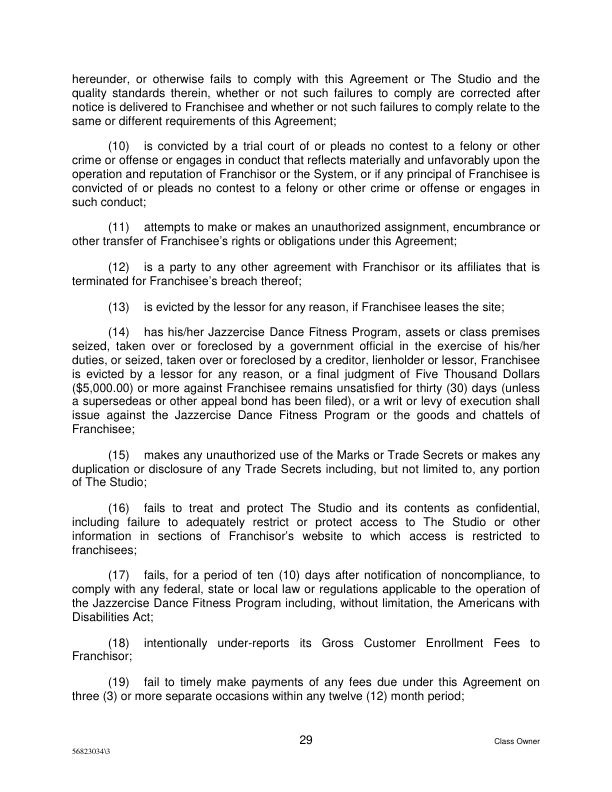 hereunder, or otherwise fails to comply with this Agreement or The Studio and the
quality standards therein, whether or not such failures to comply are corrected after
notice is delivered to Franchisee and whether or not such failures to comply relate to the
same or different requirements of this Agreement;
(10) is convicted by a trial court of or pleads no contest to a felony or other
crime or offense or engages in conduct that reflects materially and unfavorably upon the
operation and reputation of Franchisor or the System, or if any principal of Franchisee is
convicted of or pleads no contest to a felony or other crime or offense or engages in
such conduct;
(11) attempts to make or makes an unauthorized assignment, encumbrance or
other transfer of Franchisee's rights or obligations under this Agreement;
(12) is a party to any other agreement with Franchisor or its affiliates that is
terminated for Franchisee's breach thereof;
(13) is evicted by the lessor for any reason, if Franchisee leases the site;
(14) has his/her Jazzercise Dance Fitness Program, assets or class premises
seized, taken over or foreclosed by a government official in the exercise of his/her
duties, or seized, taken over or foreclosed by a creditor, lienholder or lessor, Franchisee
is evicted by a lessor for any reason, or a final judgment of Five Thousand Dollars
($5,000.00) or more against Franchisee remains unsatisfied for thirty (30) days (unless
a supersedeas or other appeal bond has been filed), or a writ or levy of execution shall
issue against the Jazzercise Dance Fitness Program or the goods and chattels of
Franchisee;
(15) makes any unauthorized use of the Marks or Trade Secrets or makes any
duplication or disclosure of any Trade Secrets including, but not limited to, any portion
of The Studio;
(16) fails to treat and protect The Studio and its contents as confidential,
including failure to adequately restrict or protect access to The Studio or other
information in sections of Franchisor's website to which access is restricted to
franchisees;
(17) fails, for a period of ten (10) days after notification of noncompliance, to
comply with any federal, state or local law or regulations applicable to the operation of
the Jazzercise Dance Fitness Program including, without limitation, the Americans with
Disabilities Act;
(18) intentionally under-reports its Gross Customer Enrollment Fees to
Franchisor;
(19) fail to timely make payments of any fees due under this Agreement on
three (3) or more separate occasions within any twelve (12) month period;
29
Class Owner
56823034\3